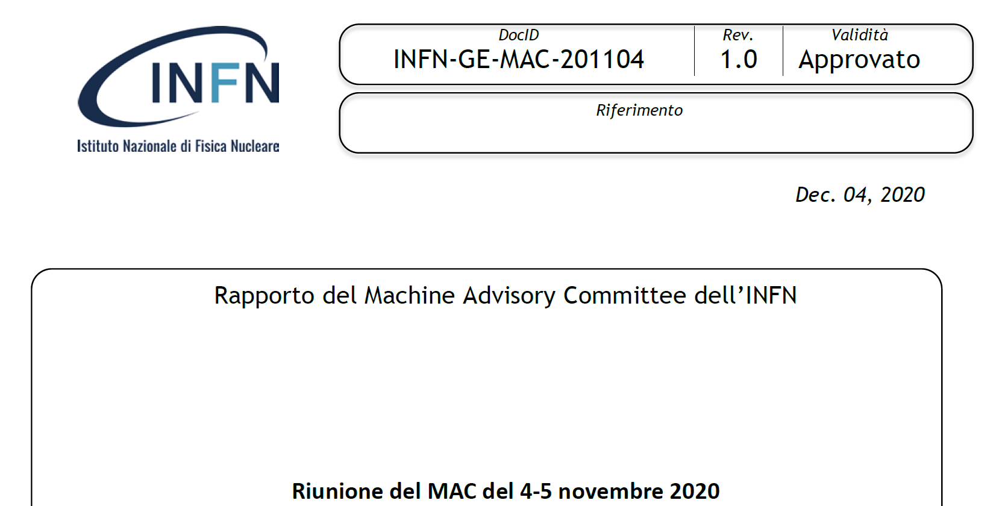 INFN
Istituto Nazionale di Fisica Nucleare
DocID
INFN-GE-MAC-201104
Rev.
1.0
Validità
Approvato
Riferimento
Dec. 04, 2020
Rapporto del Machine Advisory Committee dell’INFN
Riunione del MAC del 4-5 novembre 2020